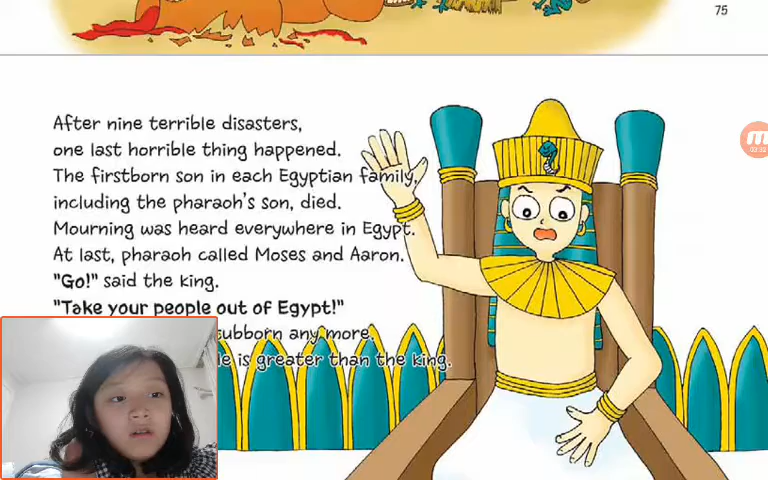 75
After nine terrible disasters,
one last horrible thing happened.
The firstborn son in each Egyptian family,
including the pharaoh's son, died.
Mourning was heard everywhere in Egypt.
At last, pharaoh called Moses and Aaron.
"Go!" said the king.
"Take your people out of Egypt!"
any more.
is greater than the king.